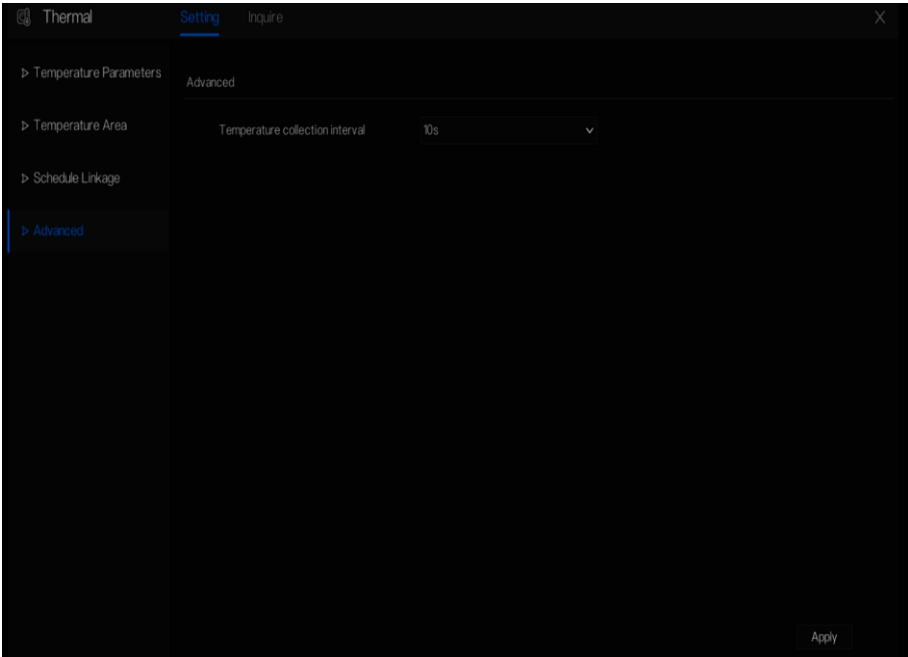 Thermal
Setting
Inquire
X
Temperature Parameters
Temperature Area
Schedule Linkage
Advanced
Advanced
Temperature collection interval 10s
Apply